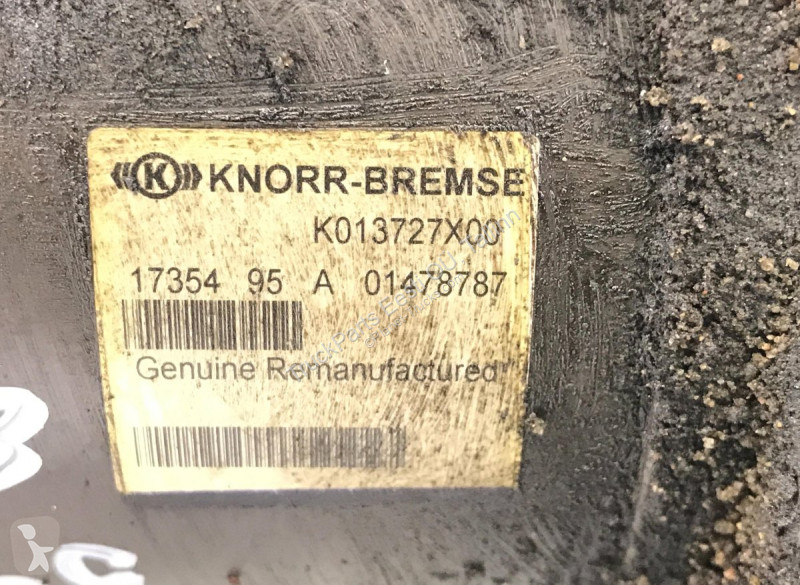 K KNORR-BREMSE
K013727X00
17354 95 A 01478787
Genuine Remanufactured